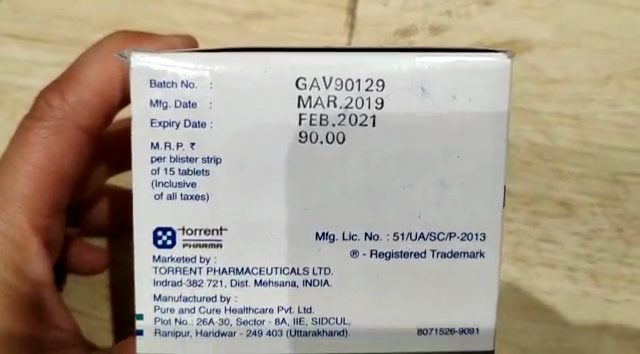 Batch No. : GAV90129
Mfg. Date : MAR.2019
Expiry Date : FEB.2021
M.R.P. ₹ 90.00
per blister strip
of 15 tablets
(Inclusive
of all taxes)
torrent
PHARMA
Mfg. Lic. No. : 51/UA/SC/P-2013
® - Registered Trademark
Marketed by :
TORRENT PHARMACEUTICALS LTD.
Indrad-382 721, Dist. Mehsana, INDIA.
Manufactured by :
Pure and Cure Healthcare Pvt. Ltd.
Plot No.: 26A-30, Sector - 8A, IIE, SIDCUL,
Ranipur, Haridwar - 249 403 (Uttarakhand).
8071526-9091